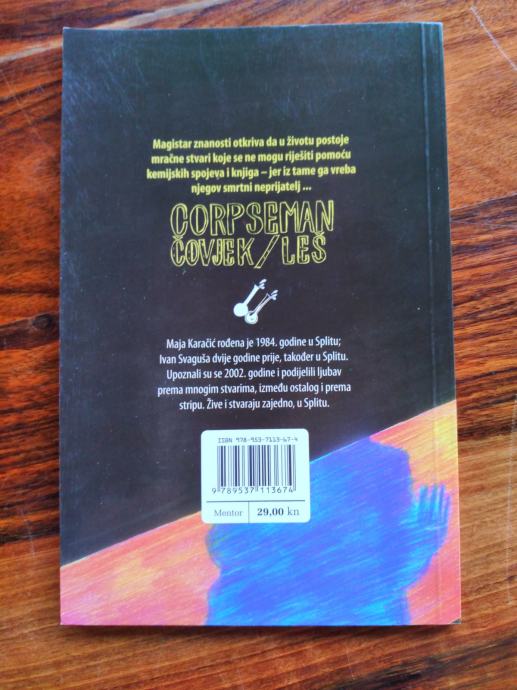 Magistar znanosti otkriva da u životu postoje
mračne stvari koje se ne mogu riješiti pomoću
kemijskih spojeva i knjiga – jer iz tame ga vreba
njegov smrtni neprijatelj ...
CORPSEMAN
ČOVJEK/LEŠ
Maja Karačić rođena je 1984. godine u Splitu;
Ivan Svaguša dvije godine prije, također u Splitu.
Upoznali su se 2002. godine i podijelili ljubav
prema mnogim stvarima, između ostalog i prema
stripu. Žive i stvaraju zajedno, u Splitu.
ISBN 978-953-7113-67-4
9 789537 113674
Mentor 29,00 kn